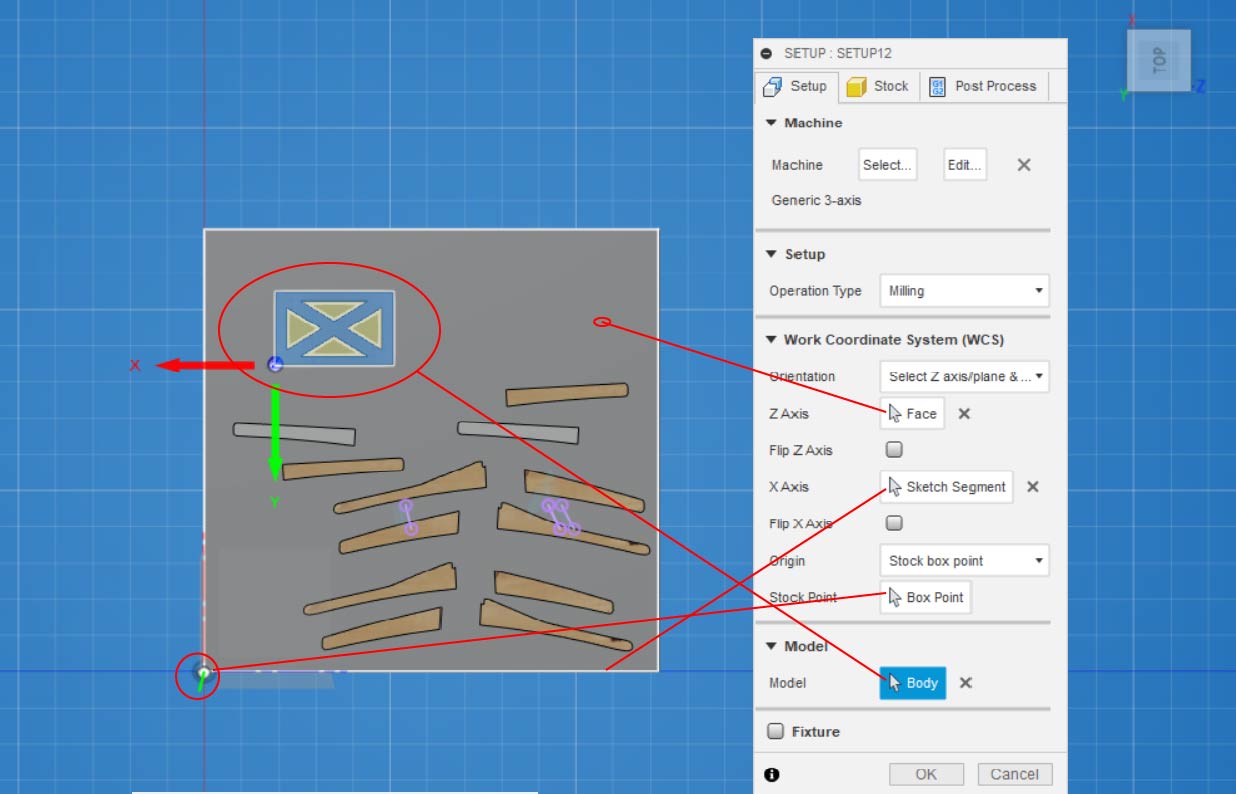 SETUP : SETUP12
Setup Stock G1 G2 Post Process
Machine
Machine Select... Edit...
Generic 3-axis
Setup
Operation Type Milling
Work Coordinate System (WCS)
Orientation Select Z axis/plane & ...
Z Axis Face
Flip Z Axis
X Axis Sketch Segment
Flip X Axis
Origin Stock box point
Stock Point Box Point
Model
Model Body
Fixture
OK Cancel
X
Y
X
TOP
Y
Z